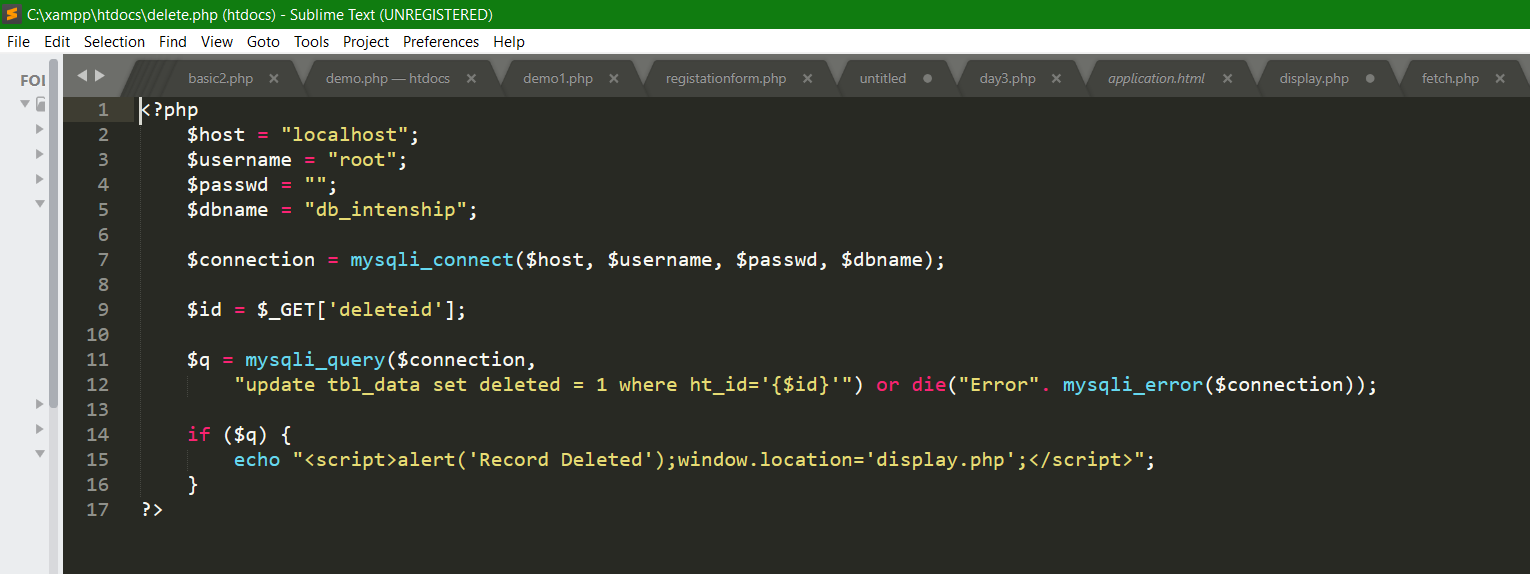 C:\xampp\htdocs\delete.php (htdocs) - Sublime Text (UNREGISTERED)
File Edit Selection Find View Goto Tools Project Preferences Help
FOL
basic2.php × demo.php — htdocs × demo1.php × registationform.php × untitled day3.php × application.html × display.php fetch.php ×
1 <?php
2     $host = "localhost";
3     $username = "root";
4     $passwd = "";
5     $dbname = "db_intenship";
6
7     $connection = mysqli_connect($host, $username, $passwd, $dbname);
8
9     $id = $_GET['deleteid'];
10
11     $q = mysqli_query($connection,
12         "update tbl_data set deleted = 1 where ht_id='{$id}'") or die("Error". mysqli_error($connection));
13
14     if ($q) {
15         echo "<script>alert('Record Deleted');window.location='display.php';</script>";
16     }
17 ?>